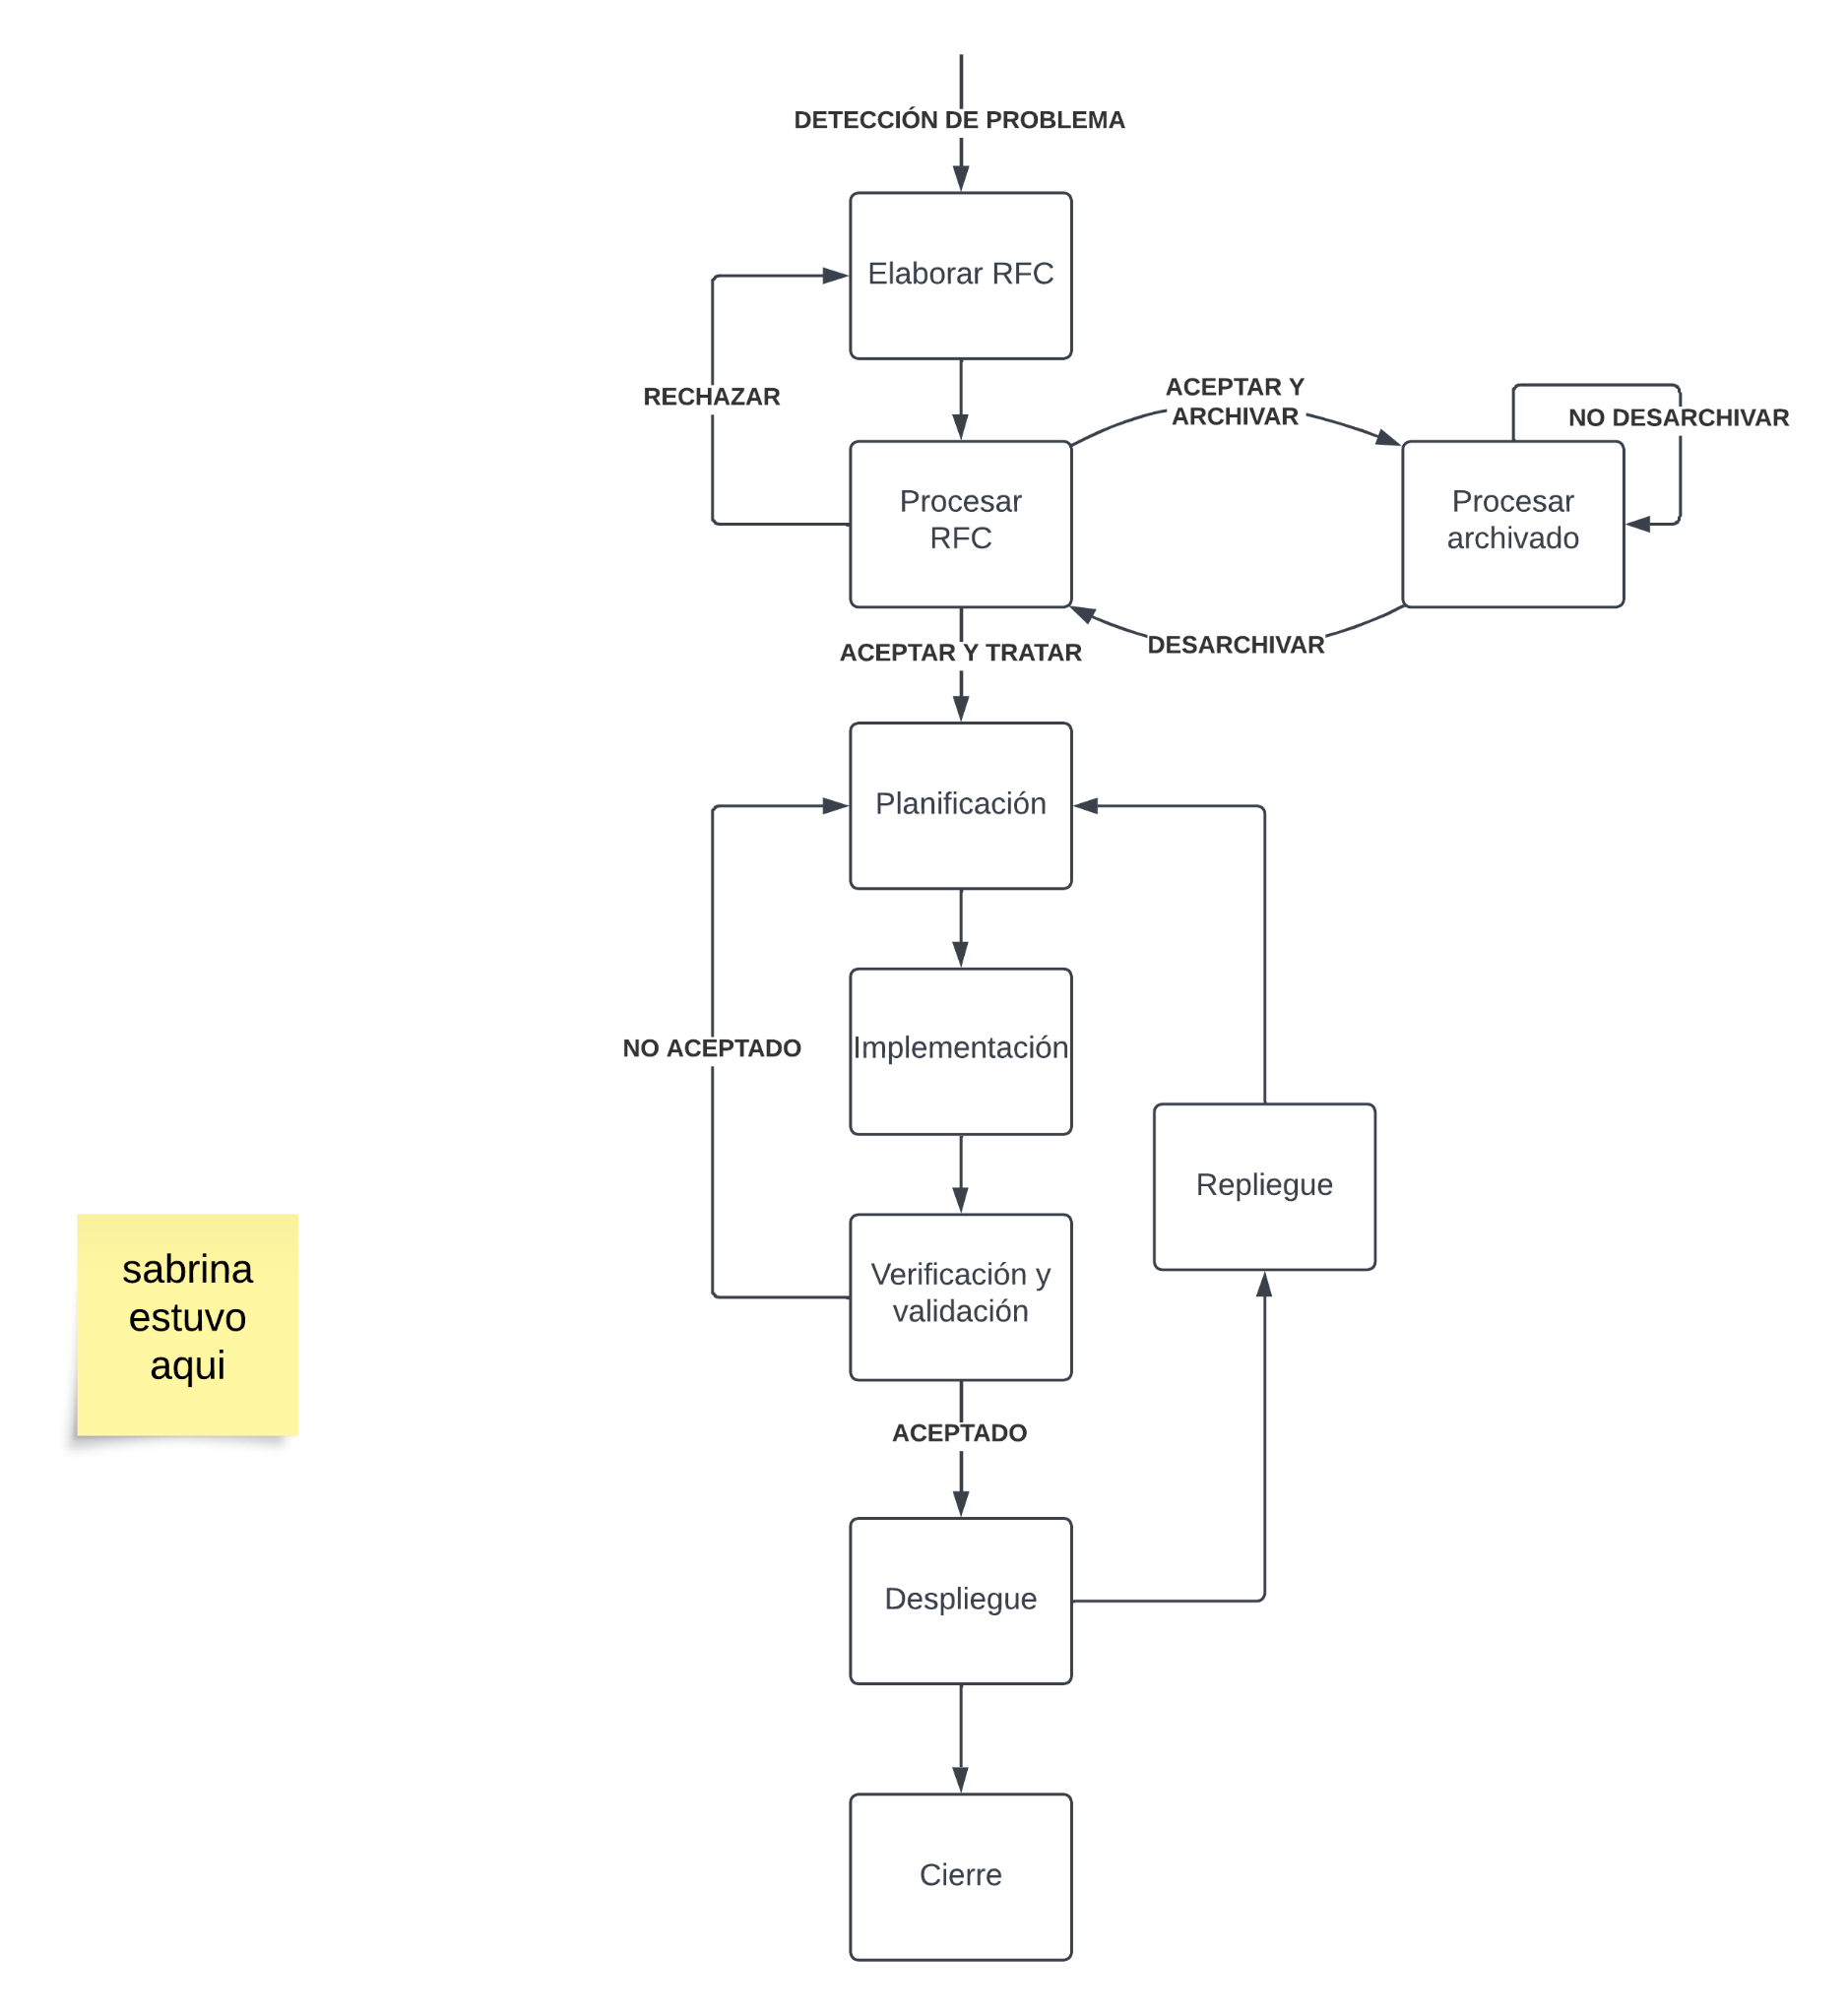 DETECCIÓN DE PROBLEMA
Elaborar RFC
RECHAZAR
ACEPTAR Y
ARCHIVAR
NO DESARCHIVAR
Procesar
RFC
Procesar
archivado
DESARCHIVAR
ACEPTAR Y TRATAR
Planificación
Implementación
NO ACEPTADO
Repliegue
Verificación y
validación
sabrina
estuvo
aqui
ACEPTADO
Despliegue
Cierre